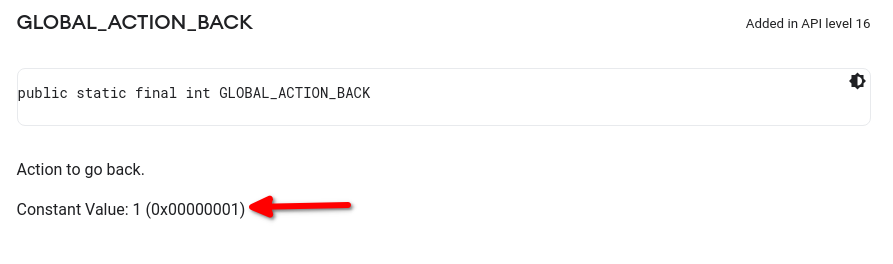 GLOBAL_ACTION_BACK
Added in API level 16
public static final int GLOBAL_ACTION_BACK
Action to go back.
Constant Value: 1 (0x00000001)